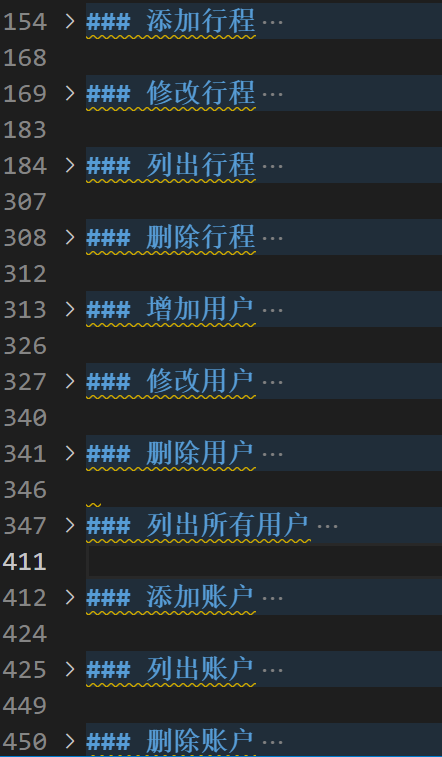 154 > ### 添加行程 ···
168
169 > ### 修改行程 ···
183
184 > ### 列出行程 ···
307
308 > ### 删除行程 ···
312
313 > ### 增加用户 ···
326
327 > ### 修改用户 ···
340
341 > ### 删除用户 ···
346
347 > ### 列出所有用户 ···
411
412 > ### 添加账户 ···
424
425 > ### 列出账户 ···
449
450 > ### 删除账户 ···